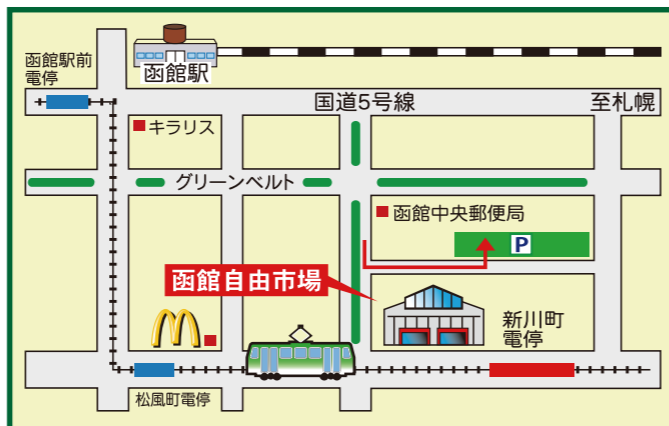 函館駅
函館駅前
電停
国道5号線
至札幌
キラリス
グリーンベルト
函館中央郵便局
P
函館自由市場
新川町
電停
松風町電停